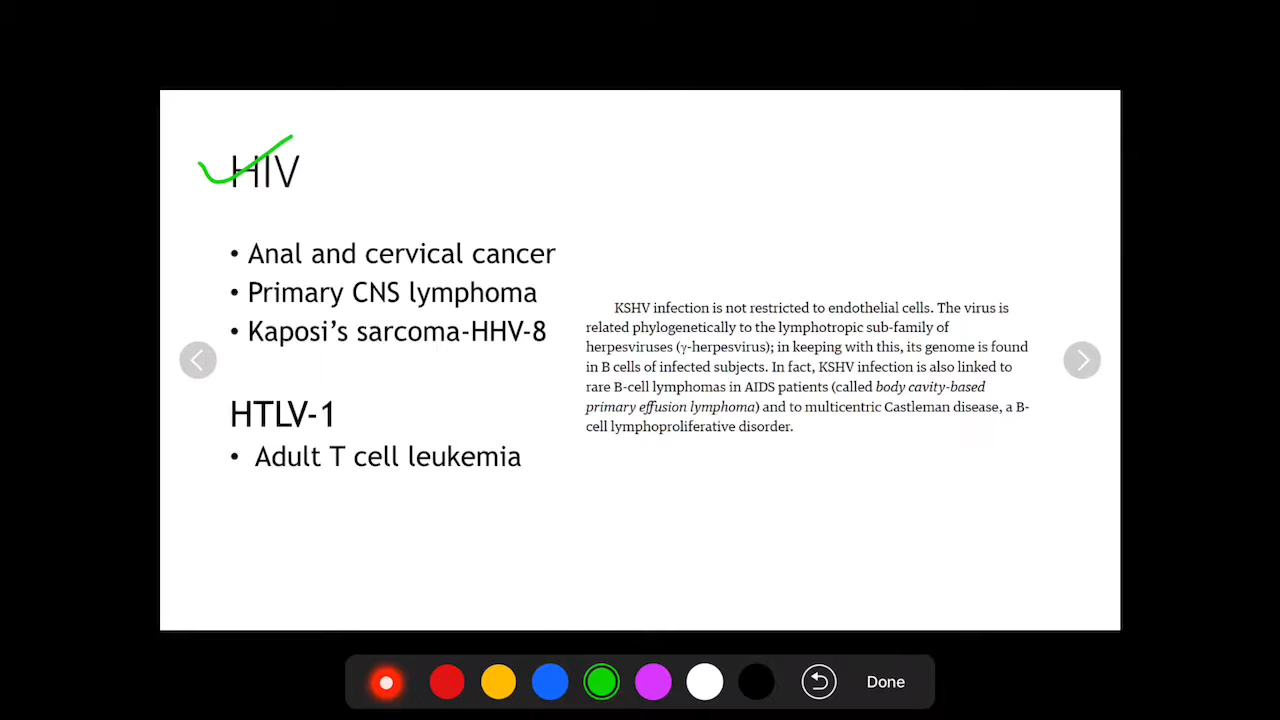 HIV
• Anal and cervical cancer
• Primary CNS lymphoma
• Kaposi’s sarcoma-HHV-8
HTLV-1
• Adult T cell leukemia
KSHV infection is not restricted to endothelial cells. The virus is
related phylogenetically to the lymphotropic sub-family of
herpesviruses (γ-herpesvirus); in keeping with this, its genome is found
in B cells of infected subjects. In fact, KSHV infection is also linked to
rare B-cell lymphomas in AIDS patients (called body cavity-based
primary effusion lymphoma) and to multicentric Castleman disease, a B-
cell lymphoproliferative disorder.
Done